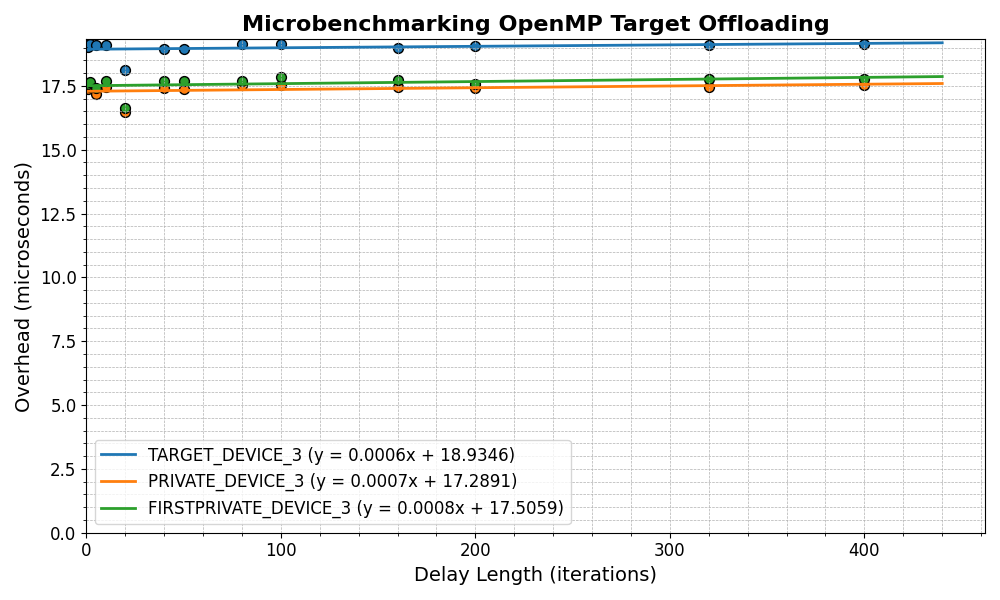 Microbenchmarking OpenMP Target Offloading
Overhead (microseconds)
17.5
15.0
12.5
10.0
7.5
5.0
2.5
0.0
TARGET_DEVICE_3 (y = 0.0006x + 18.9346)
PRIVATE_DEVICE_3 (y = 0.0007x + 17.2891)
FIRSTPRIVATE_DEVICE_3 (y = 0.0008x + 17.5059)
0 100 200 300 400
Delay Length (iterations)